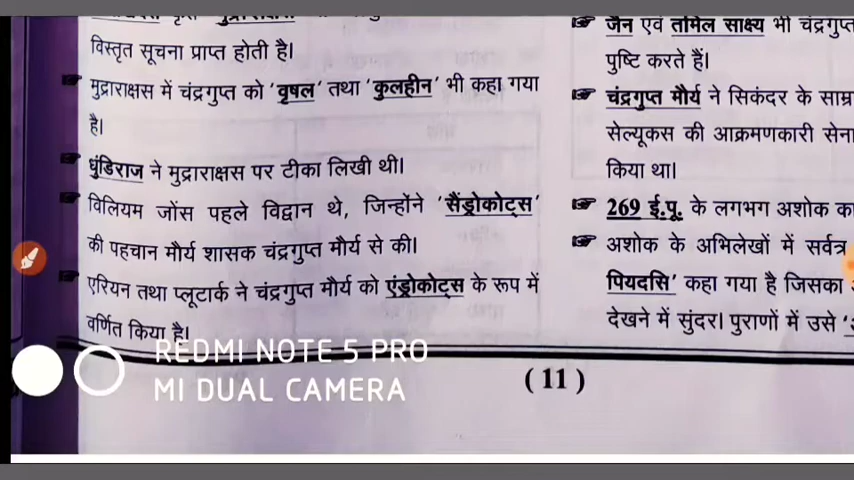 विस्तृत सूचना प्राप्त होती है।
मुद्राराक्षस में चंद्रगुप्त को 'वृषल' तथा 'कुलहीन' भी कहा गया
है।
धुंडिराज ने मुद्राराक्षस पर टीका लिखी थी।
विलियम जोंस पहले विद्वान थे, जिन्होंने 'सैंड्रोकोट्स'
की पहचान मौर्य शासक चंद्रगुप्त मौर्य से की।
एरियन तथा प्लूटार्क ने चंद्रगुप्त मौर्य को एंड्रोकोट्स के रूप में
वर्णित किया है।
जैन एवं तमिल साक्ष्य भी चंद्रगुप्त
पुष्टि करते हैं।
चंद्रगुप्त मौर्य ने सिकंदर के साम्रा
सेल्यूकस की आक्रमणकारी सेना
किया था।
269 ई.पू. के लगभग अशोक का
अशोक के अभिलेखों में सर्वत्र
पियदसि' कहा गया है जिसका
देखने में सुंदर। पुराणों में उसे
( 11 )
REDMI NOTE 5 PRO
MI DUAL CAMERA